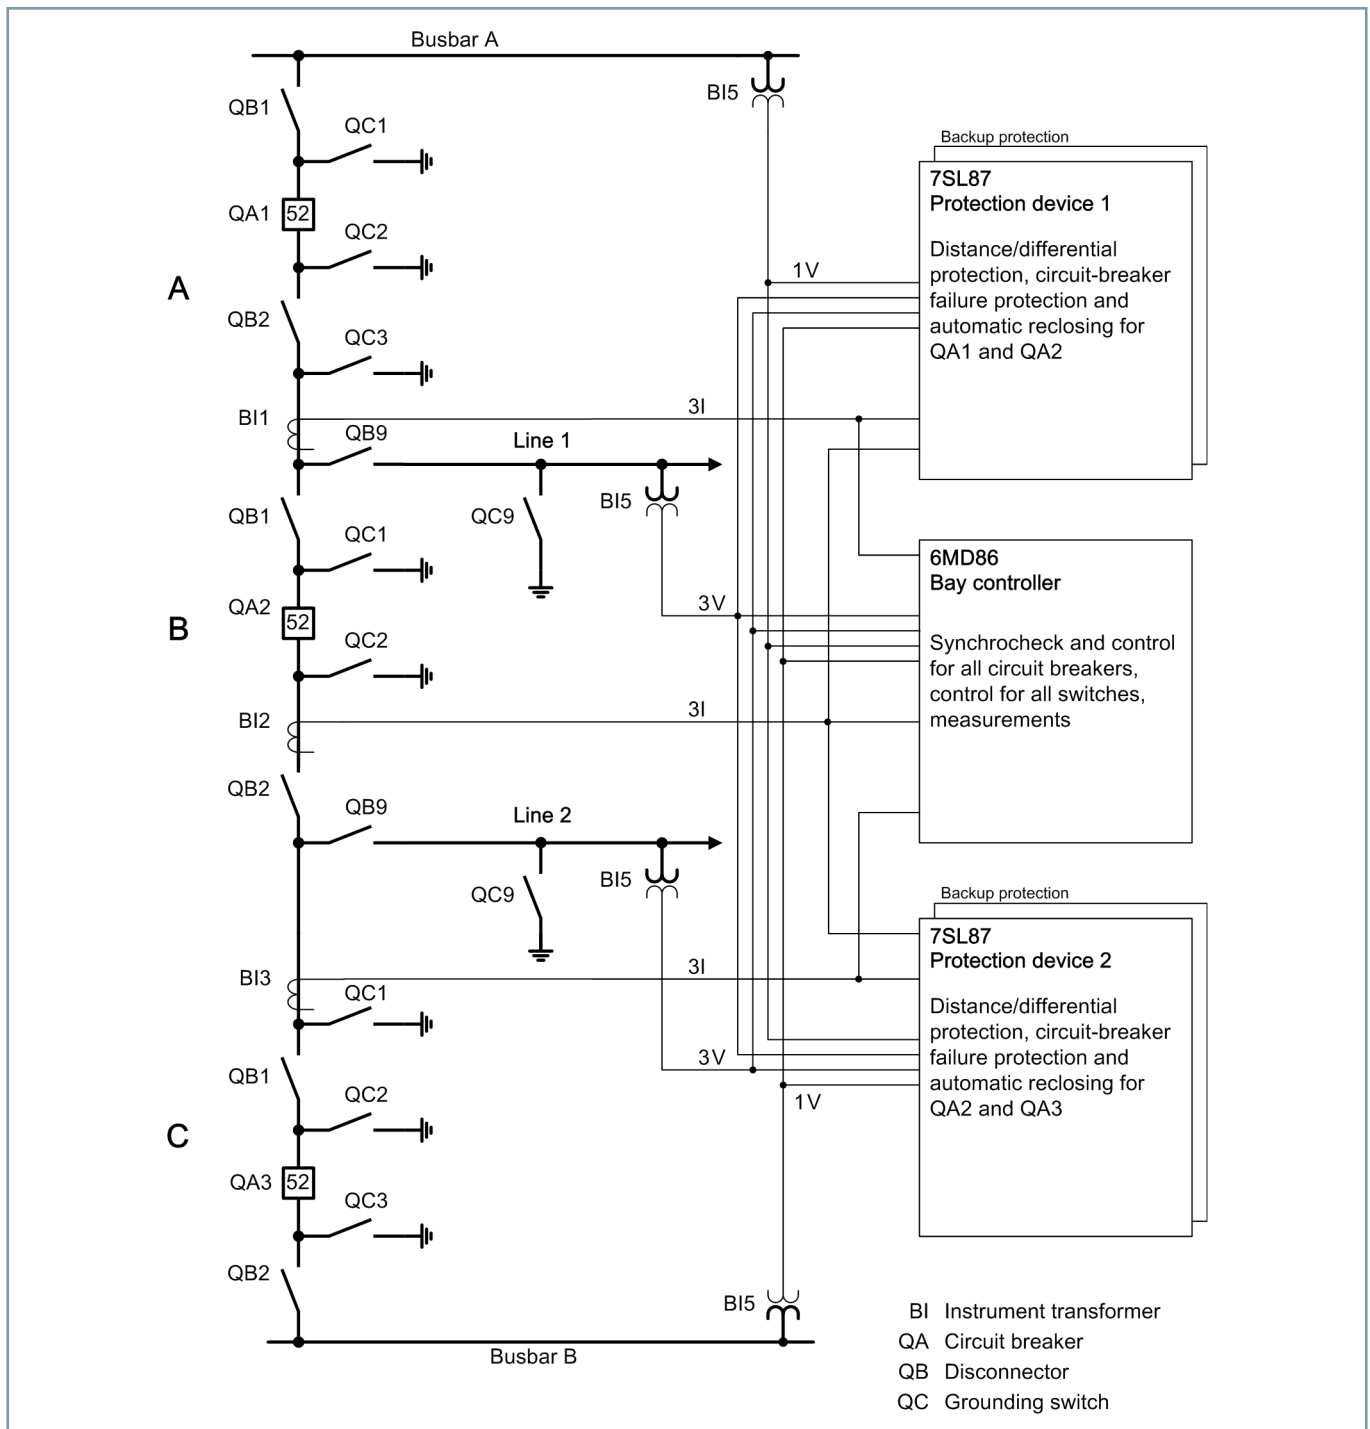 Busbar A
BI5
QB1
QC1
Backup protection
7SL87
Protection device 1
QA1
52
QC2
Distance/differential
protection, circuit-breaker
failure protection and
automatic reclosing for
QA1 and QA2
1V
A
QB2
QC3
BI1
3I
QB9
Line 1
BI5
QC9
QB1
QC1
6MD86
Bay controller
Synchrocheck and control
for all circuit breakers,
control for all switches,
measurements
3V
QA2
52
B
QC2
BI2
3I
QB2
QB9
Line 2
BI5
QC9
Backup protection
7SL87
Protection device 2
Distance/differential
protection, circuit-breaker
failure protection and
automatic reclosing for
QA2 and QA3
BI3
3I
QC1
3V
QB1
1V
QC2
C
QA3
52
QC3
QB2
BI5
Busbar B
BI Instrument transformer
QA Circuit breaker
QB Disconnector
QC Grounding switch